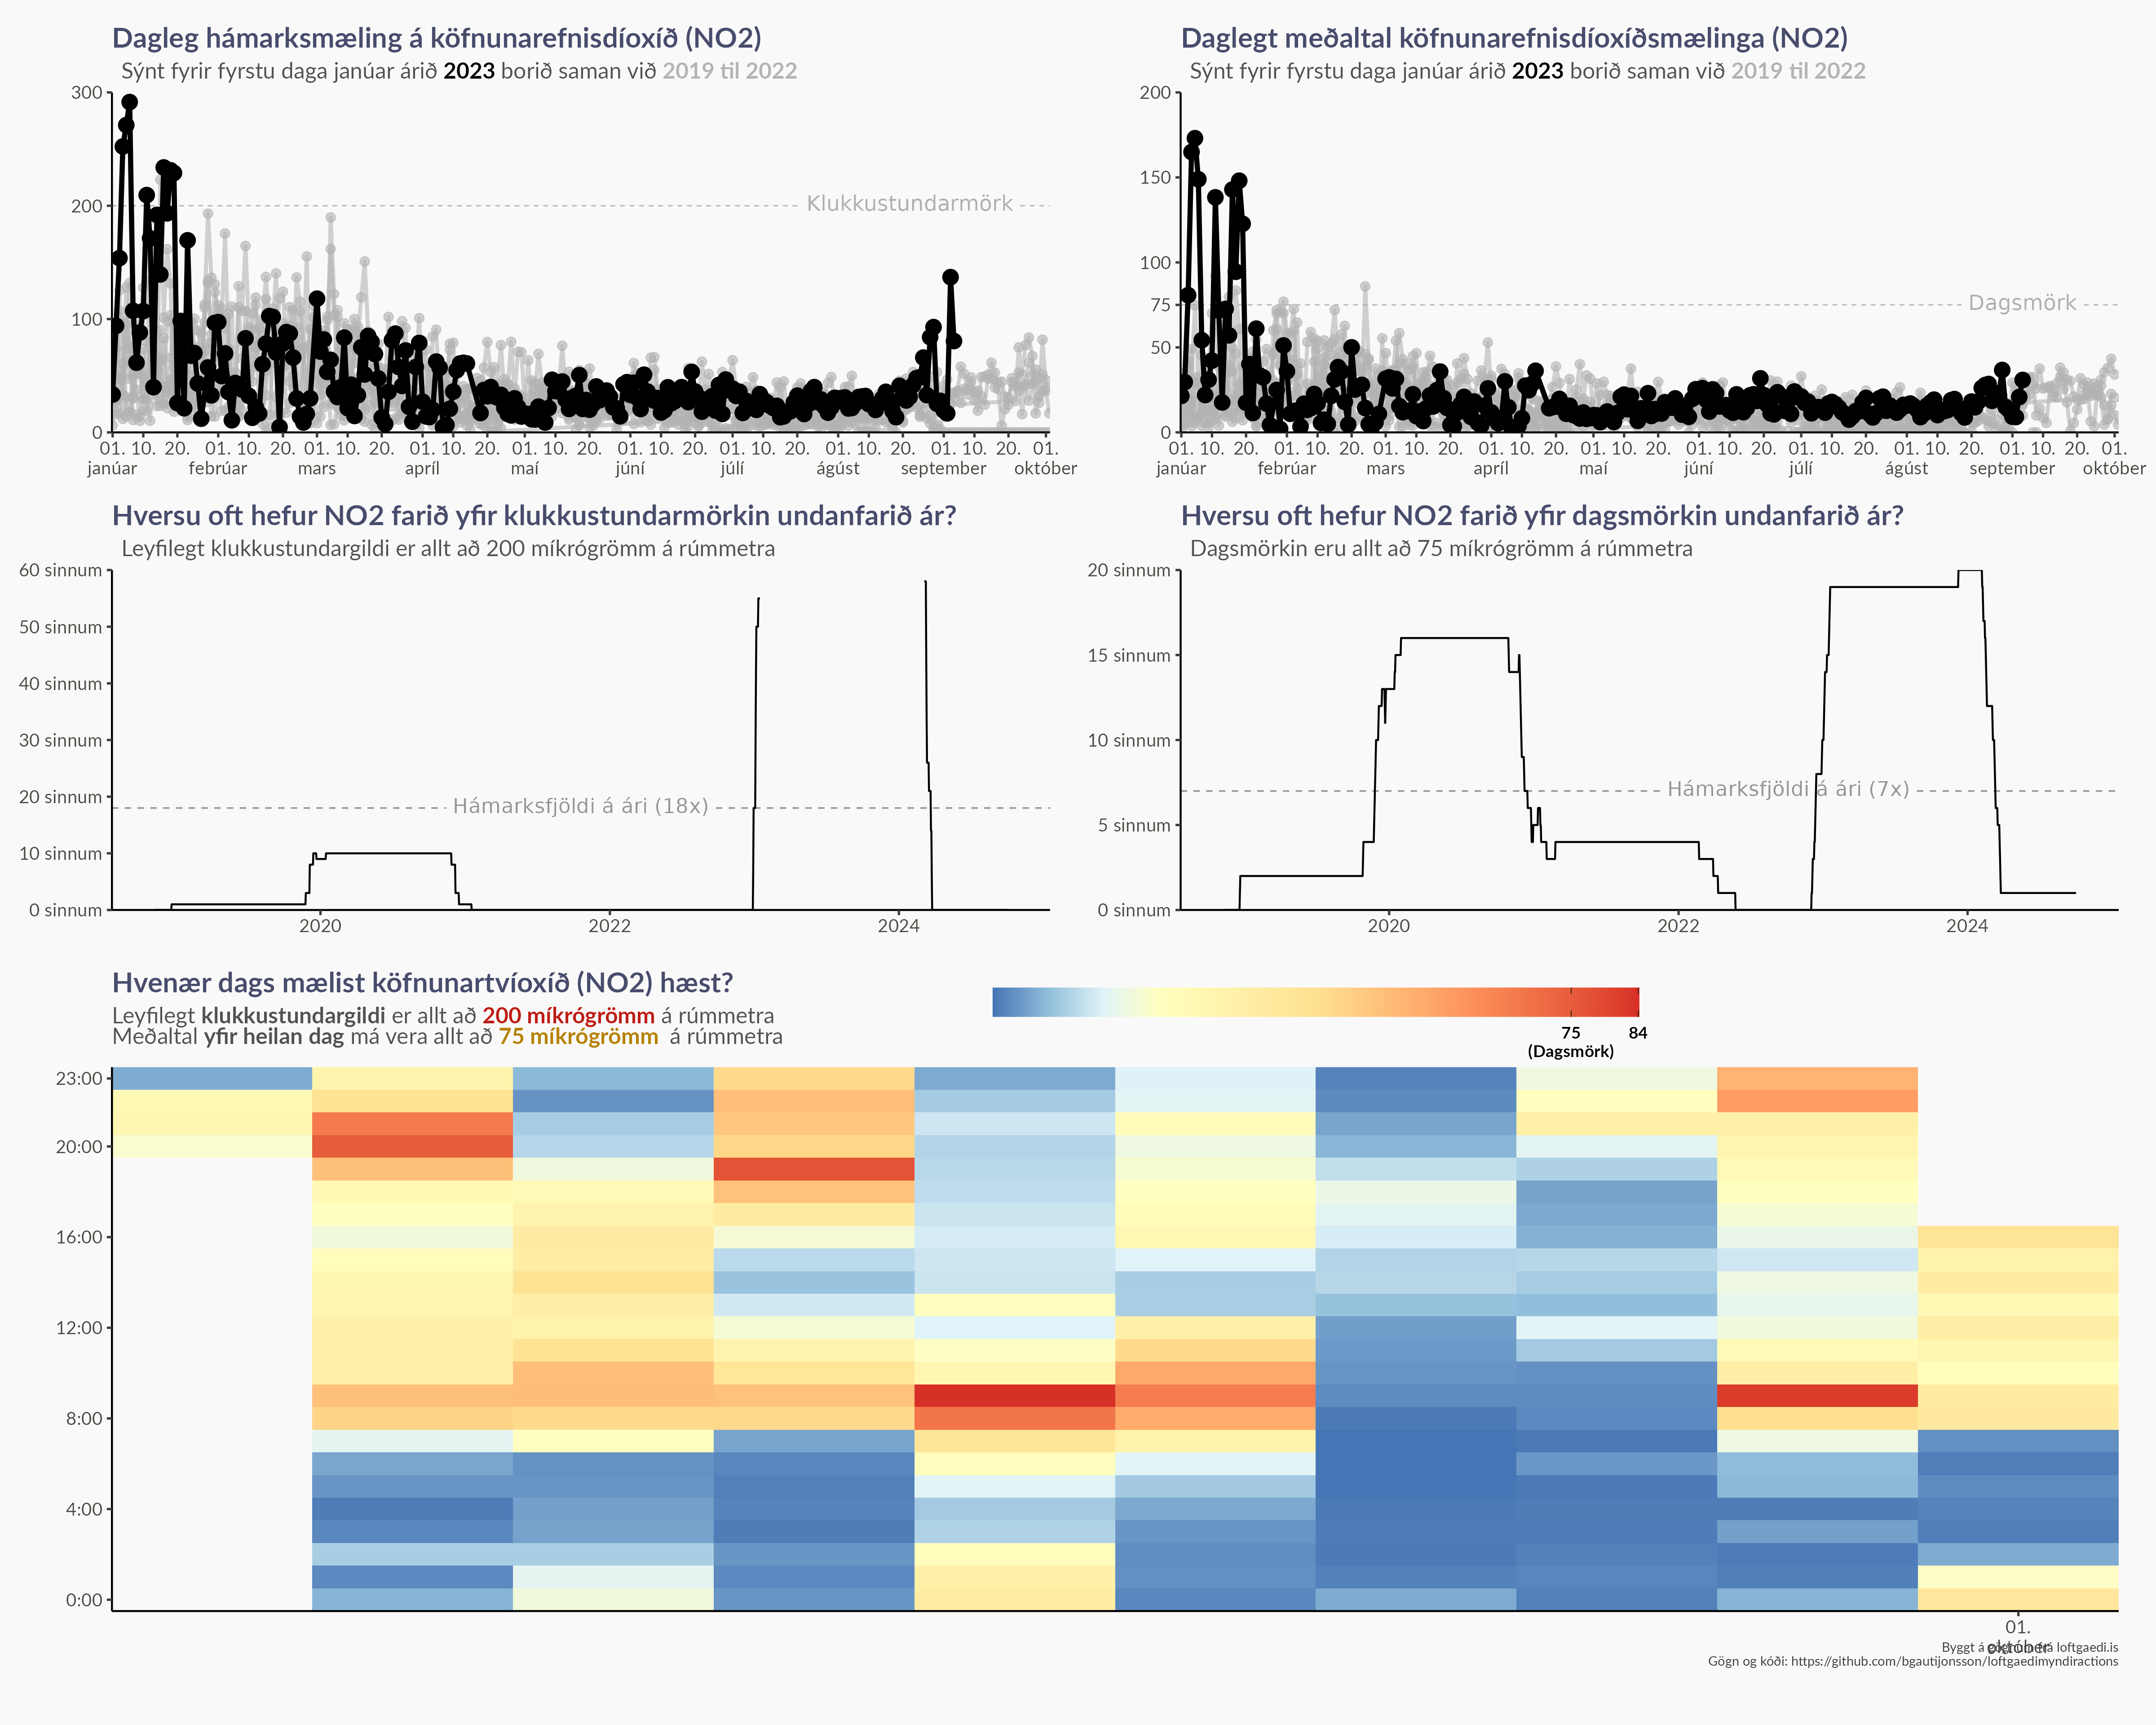 Dagleg hámarksmæling á köfnunarefnisdíoxíð (NO2)
Sýnt fyrir fyrstu daga janúar árið 2023 borið saman við 2019 til 2022
300
200
100
0
Klukkustundarmörk
01. 10. 20. 01. 10. 20. 01. 10. 20. 01. 10. 20. 01. 10. 20. 01. 10. 20. 01. 10. 20. 01. 10. 20. 01. 10. 20. 01.
janúar febrúar mars apríl maí júní júlí ágúst september október
Daglegt meðaltal köfnunarefnisdíoxíðsmælinga (NO2)
Sýnt fyrir fyrstu daga janúar árið 2023 borið saman við 2019 til 2022
200
150
100
75
50
0
Dagsmörk
01. 10. 20. 01. 10. 20. 01. 10. 20. 01. 10. 20. 01. 10. 20. 01. 10. 20. 01. 10. 20. 01. 10. 20. 01. 10. 20. 01.
janúar febrúar mars apríl maí júní júlí ágúst september október
Hversu oft hefur NO2 farið yfir klukkustundarmörkin undanfarið ár?
Leyfilegt klukkustundargildi er allt að 200 míkrógrömm á rúmmetra
60 sinnum
50 sinnum
40 sinnum
30 sinnum
20 sinnum
10 sinnum
0 sinnum
Hámarksfjöldi á ári (18x)
2020 2022 2024
Hversu oft hefur NO2 farið yfir dagsmörkin undanfarið ár?
Dagsmörkin eru allt að 75 míkrógrömm á rúmmetra
20 sinnum
15 sinnum
10 sinnum
5 sinnum
0 sinnum
Hámarksfjöldi á ári (7x)
2020 2022 2024
Hvenær dags mælist köfnunartvíoxíð (NO2) hæst?
Leyfilegt klukkustundargildi er allt að 200 míkrógrömm á rúmmetra
Meðaltal yfir heilan dag má vera allt að 75 míkrógrömm á rúmmetra
75 84
(Dagsmörk)
23:00
20:00
16:00
12:00
8:00
4:00
0:00
01.
október
Byggt á gögnum frá loftgaedi.is
Gögn og kóði: https://github.com/bgautijonsson/loftgaedimyndiractions